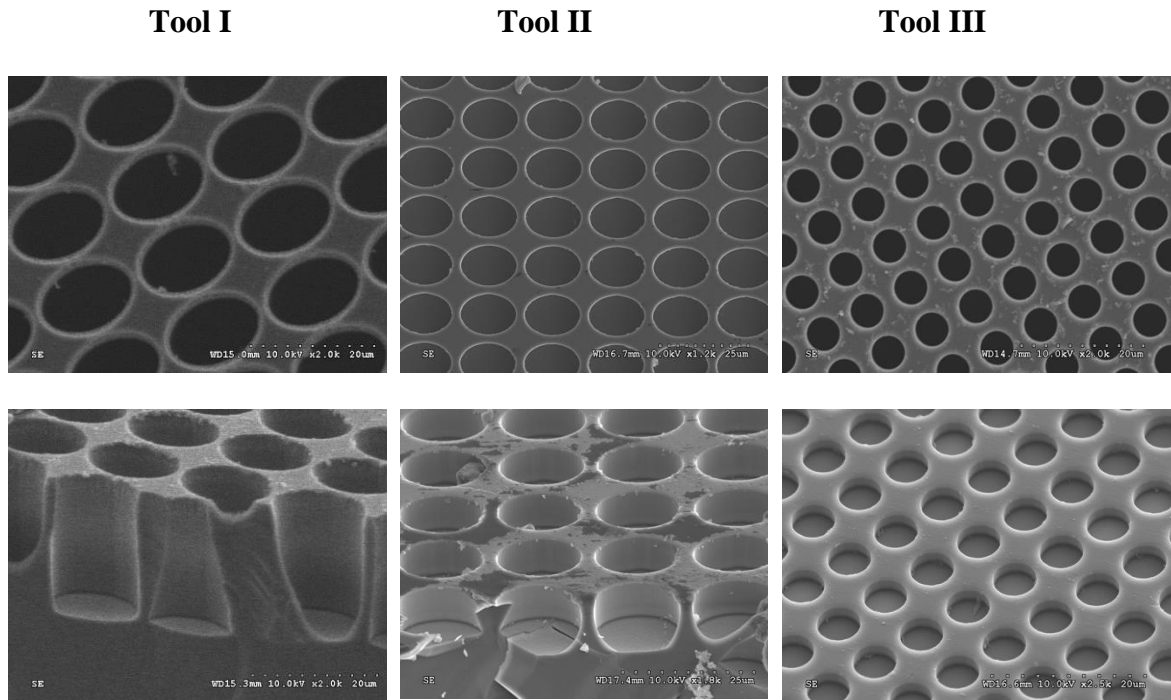 Tool I
Tool II
Tool III
SE WD15.0mm 10.0kV x2.0k 20um
SE WD16.7mm 10.0kV x1.2k 25um
SE WD14.7mm 10.0kV x2.0k 20um
SE WD15.3mm 10.0kV x2.0k 20um
SE WD17.4mm 10.0kV x1.8k 25um
SE WD16.6mm 10.0kV x2.5k 20um